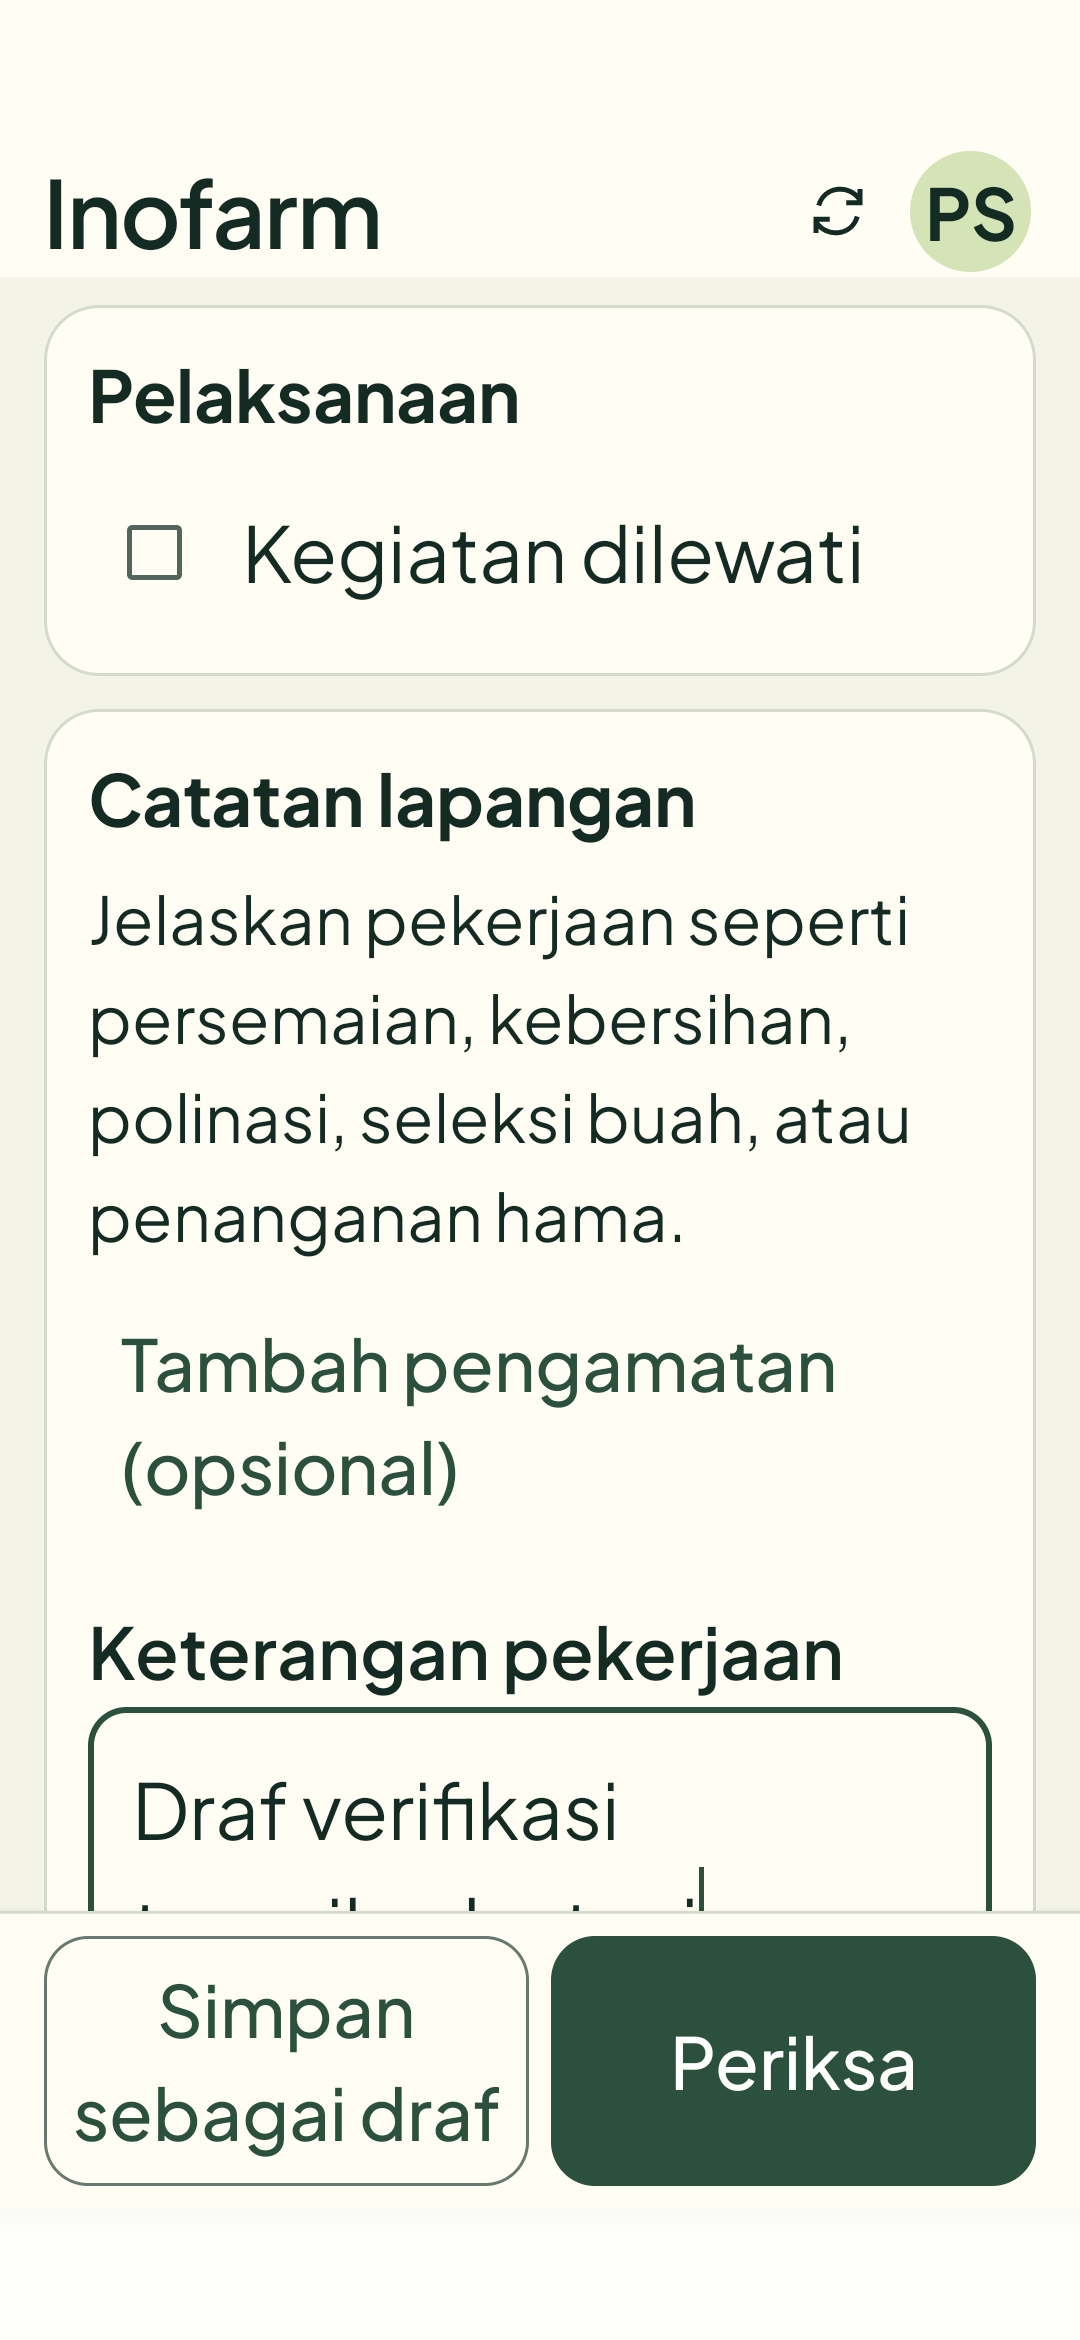 Inofarm
PS
Pelaksanaan
Kegiatan dilewati
Catatan lapangan
Jelaskan pekerjaan seperti
persemaian, kebersihan,
polinasi, seleksi buah, atau
penanganan hama.
Tambah pengamatan
(opsional)
Keterangan pekerjaan
Draf verifikasi
Simpan
sebagai draf
Periksa